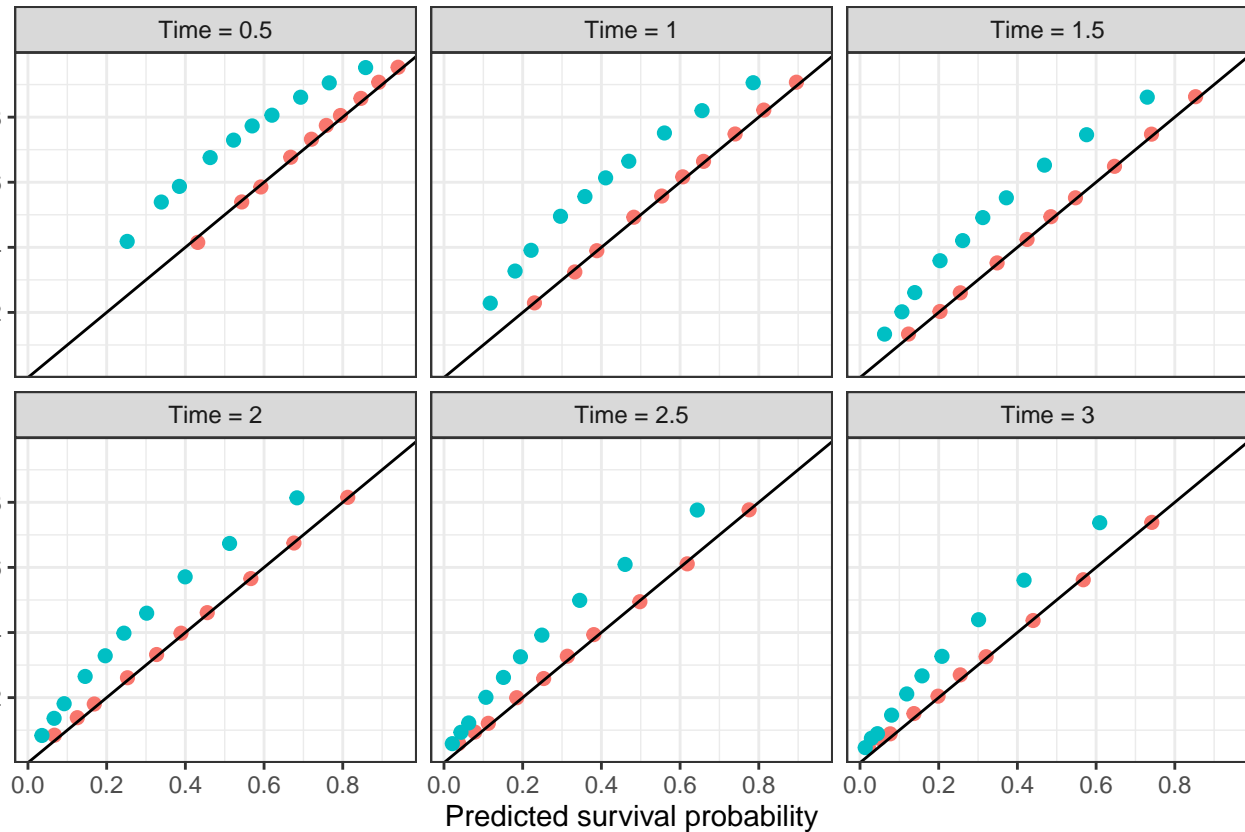 Time = 0.5
Time = 1
Time = 1.5
Time = 2
Time = 2.5
Time = 3
0.0 0.2 0.4 0.6 0.8 0.0 0.2 0.4 0.6 0.8 0.0 0.2 0.4 0.6 0.8
Predicted survival probability